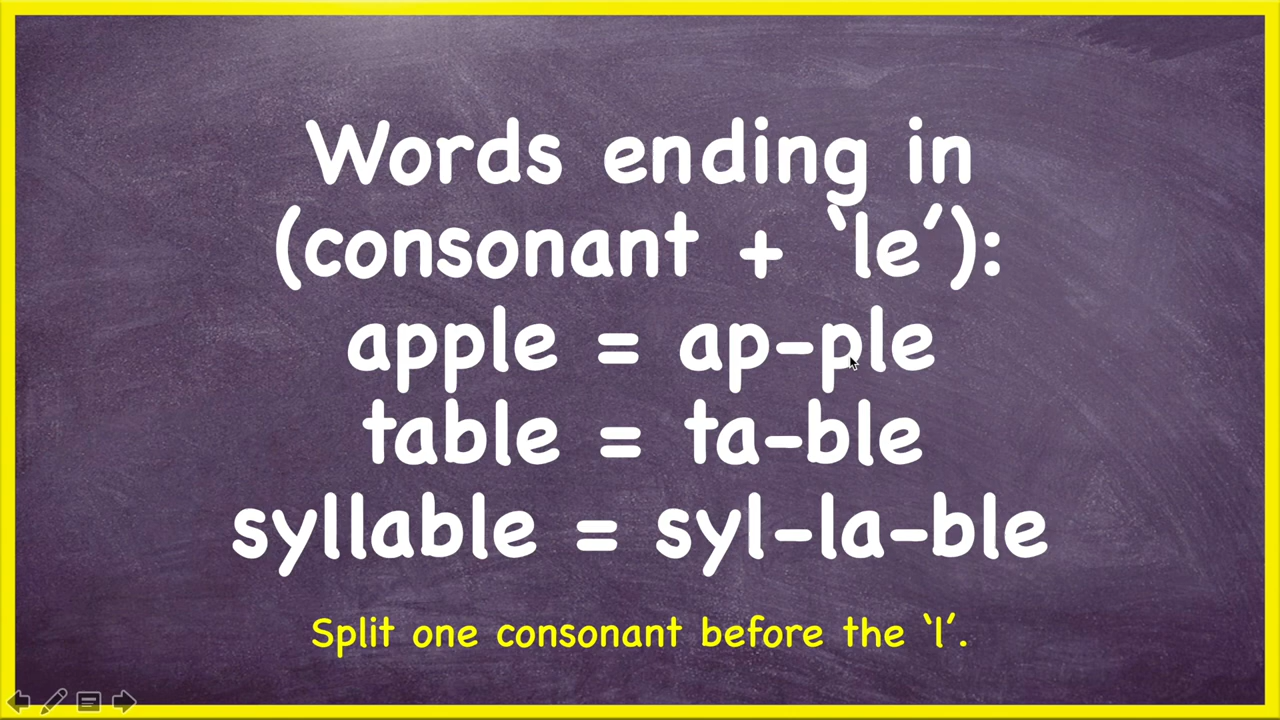 Words ending in
(consonant + ‘le’):
apple = ap-ple
table = ta-ble
syllable = syl-la-ble
Split one consonant before the ‘l’.